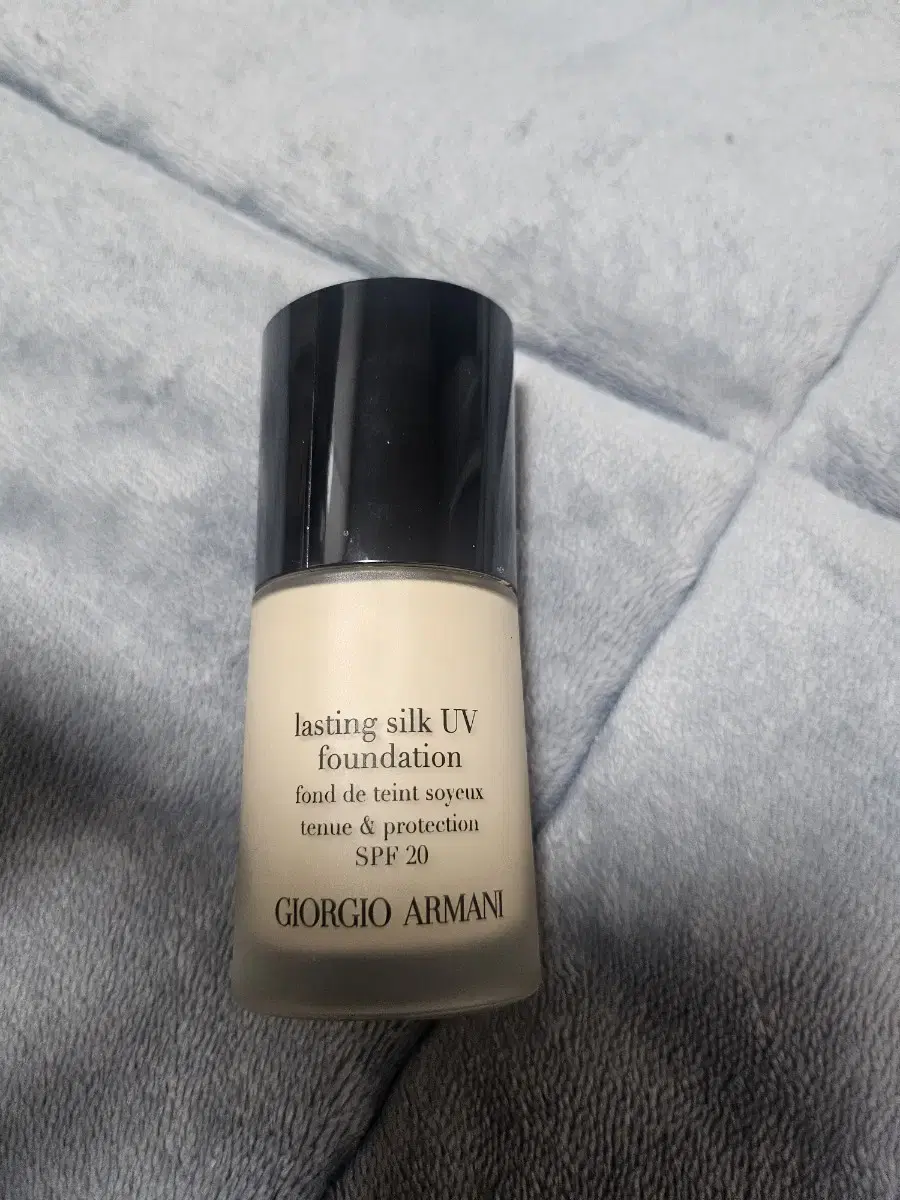 lasting silk UV
foundation
fond de teint soyeux
tenue & protection
SPF 20
GIORGIO ARMANI